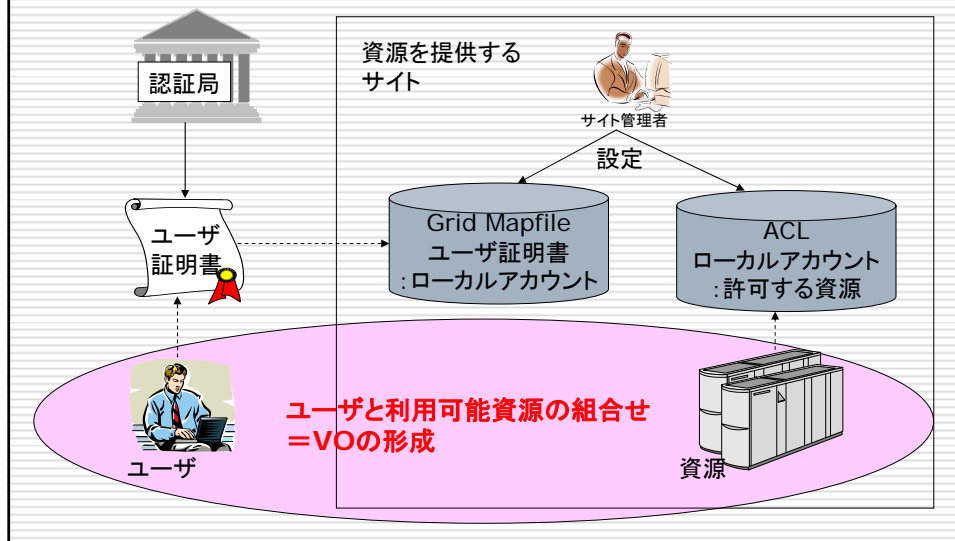 認証局
資源を提供する
サイト
サイト管理者
設定
ユーザ
証明書
Grid Mapfile
ユーザ証明書
:ローカルアカウント
ACL
ローカルアカウント
:許可する資源
ユーザと利用可能資源の組合せ
＝VOの形成
ユーザ
資源